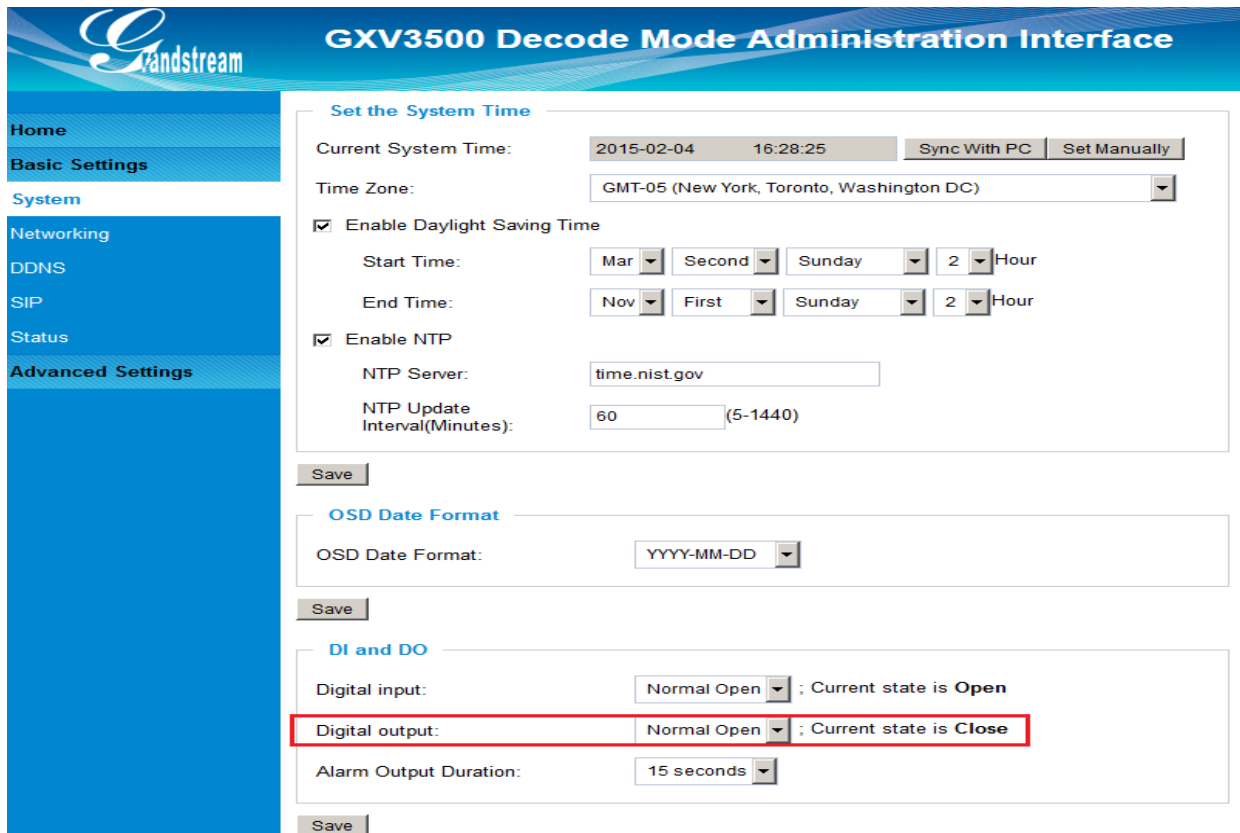 Grandstream
GXV3500 Decode Mode Administration Interface
Home
Basic Settings
System
Networking
DDNS
SIP
Status
Advanced Settings
Set the System Time
Current System Time: 2015-02-04 16:28:25 Sync With PC Set Manually
Time Zone: GMT-05 (New York, Toronto, Washington DC)
Enable Daylight Saving Time
Start Time: Mar Second Sunday 2 Hour
End Time: Nov First Sunday 2 Hour
Enable NTP
NTP Server: time.nist.gov
NTP Update
Interval(Minutes): 60 (5-1440)
Save
OSD Date Format
OSD Date Format: YYYY-MM-DD
Save
DI and DO
Digital input: Normal Open ; Current state is Open
Digital output: Normal Open ; Current state is Close
Alarm Output Duration: 15 seconds
Save